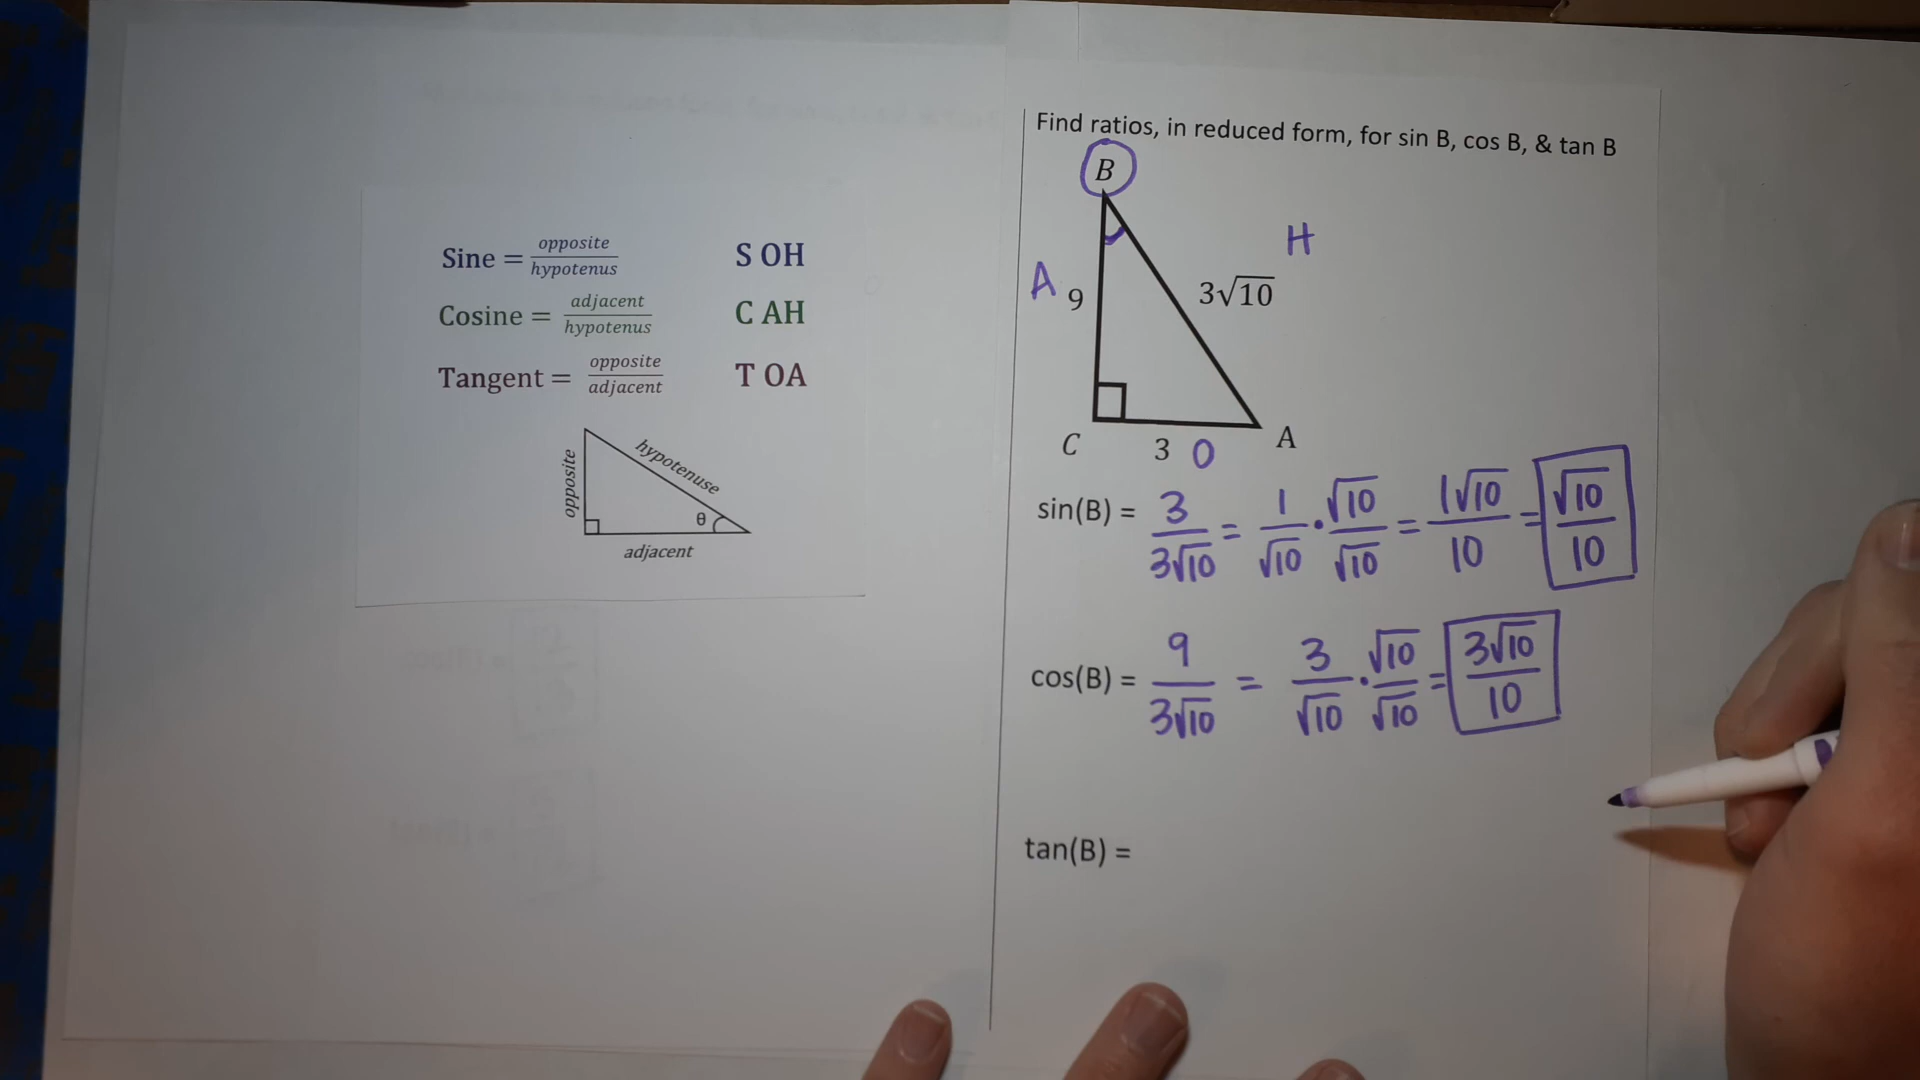 Sine = opposite/hypotenus S OH
Cosine = adjacent/hypotenus C AH
Tangent = opposite/adjacent T OA
opposite
hypotenuse
θ
adjacent
Find ratios, in reduced form, for sin B, cos B, & tan B
B
H
A 9
3√10
C
3 O
A
sin(B) = 3/3√10 = 1/√10 · √10/√10 = 1√10/10 = √10/10
cos(B) = 9/3√10 = 3/√10 · √10/√10 = 3√10/10
tan(B) =